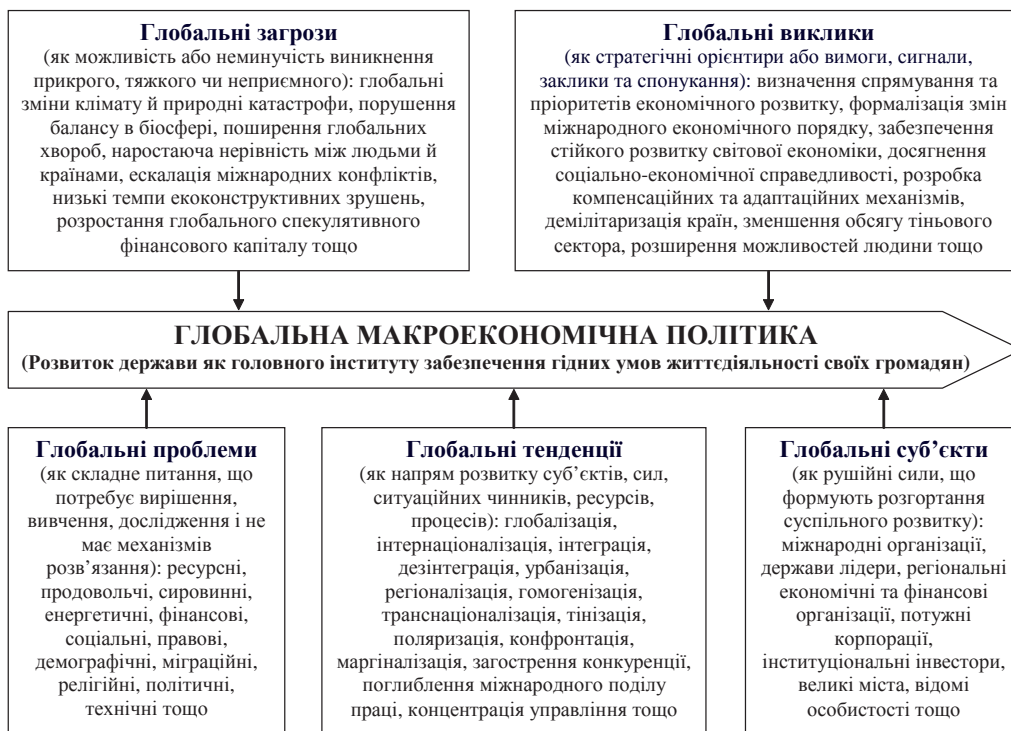 Глобальні загрози
(як можливість або неминучість виникнення
прикрого, тяжкого чи неприємного): глобальні
зміни клімату й природні катастрофи, порушення
балансу в біосфері, поширення глобальних
хвороб, наростаюча нерівність між людьми й
країнами, ескалація міжнародних конфліктів,
низькі темпи екоконструктивних зрушень,
розростання глобального спекулятивного
фінансового капіталу тощо
Глобальні виклики
(як стратегічні орієнтири або вимоги, сигнали,
заклики та спонукання): визначення спрямування та
пріоритетів економічного розвитку, формалізація змін
міжнародного економічного порядку, забезпечення
стійкого розвитку світової економіки, досягнення
соціально-економічної справедливості, розробка
компенсаційних та адаптаційних механізмів,
демілітаризація країн, зменшення обсягу тіньового
сектора, розширення можливостей людини тощо
ГЛОБАЛЬНА МАКРОЕКОНОМІЧНА ПОЛІТИКА
(Розвиток держави як головного інституту забезпечення гідних умов життєдіяльності своїх громадян)
Глобальні проблеми
(як складне питання, що
потребує вирішення,
вивчення, дослідження і не
має механізмів
розв’язання): ресурсні,
продовольчі, сировинні,
енергетичні, фінансові,
соціальні, правові,
демографічні, міграційні,
релігійні, політичні,
технічні тощо
Глобальні тенденції
(як напрям розвитку суб’єктів, сил,
ситуаційних чинників, ресурсів,
процесів): глобалізація,
інтернаціоналізація, інтеграція,
дезінтеграція, урбанізація,
регіоналізація, гомогенізація,
транснаціоналізація, тінізація,
поляризація, конфронтація,
маргіналізація, загострення конкуренції,
поглиблення міжнародного поділу
праці, концентрація управління тощо
Глобальні суб’єкти
(як рушійні сили, що
формують розгортання
суспільного розвитку):
міжнародні організації,
держави лідери, регіональні
економічні та фінансові
організації, потужні
корпорації,
інституціональні інвестори,
великі міста, відомі
особистості тощо